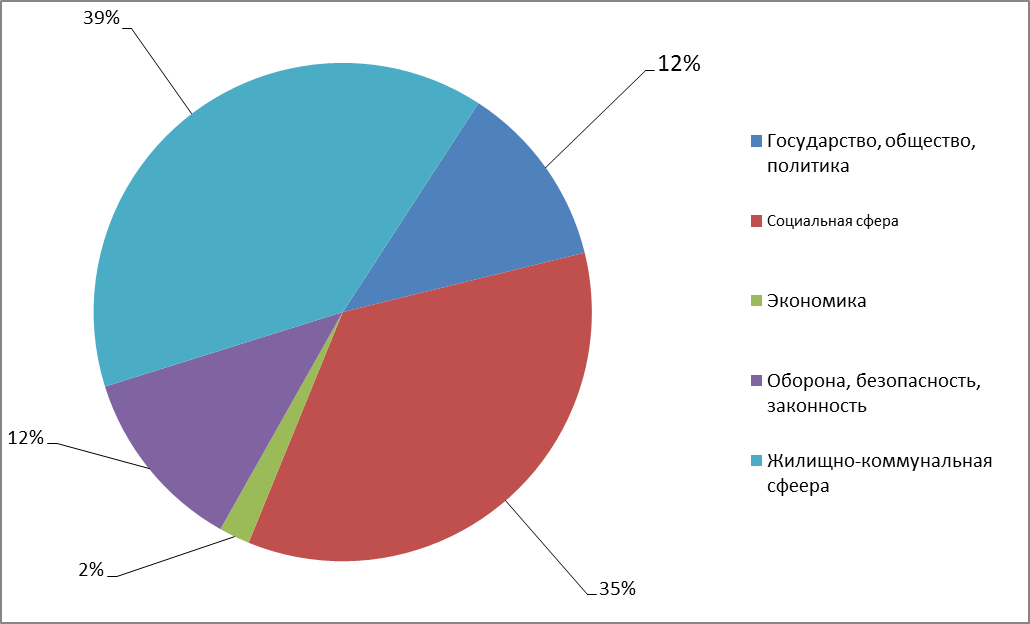 39%
12%
Государство, общество,
политика
Социальная сфера
Экономика
Оборона, безопасность,
законность
12%
Жилищно-коммунальная
сфеера
2%
35%